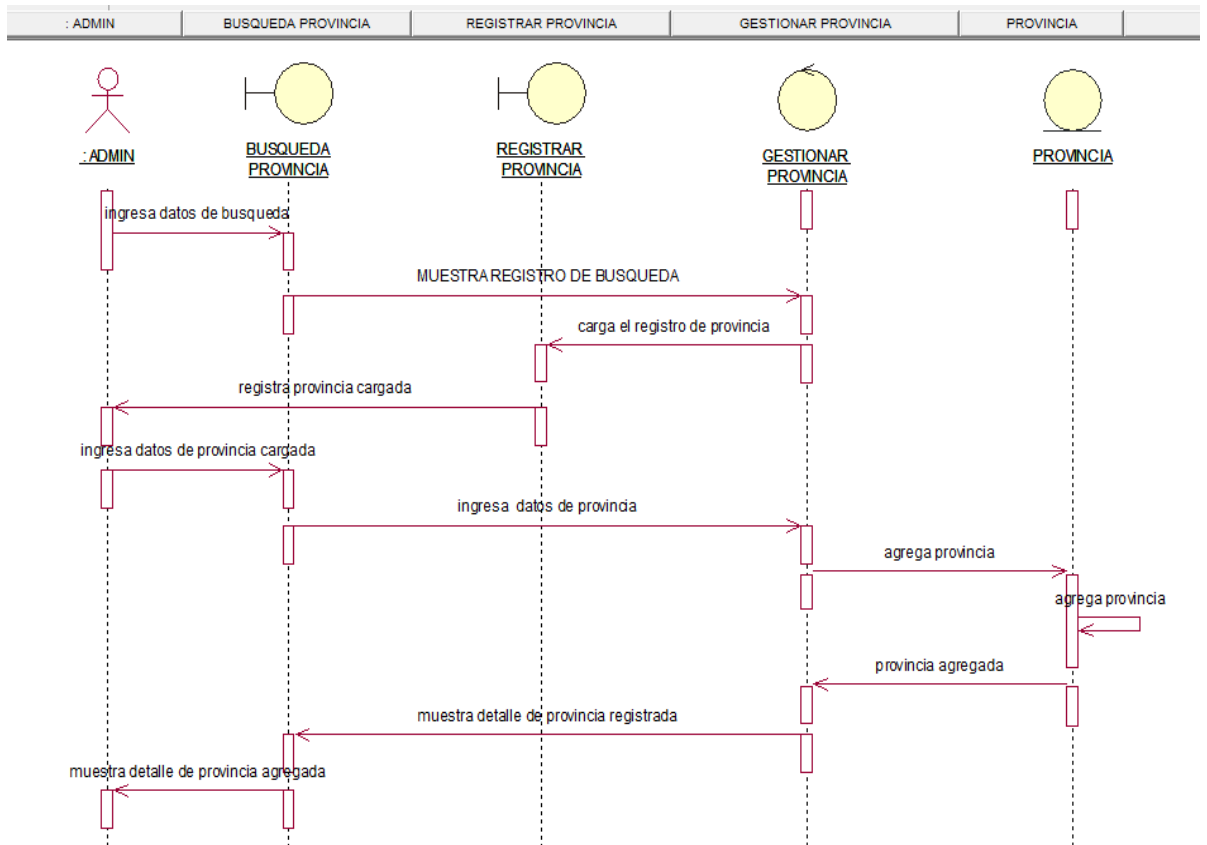 : ADMIN
BUSQUEDA PROVINCIA
REGISTRAR PROVINCIA
GESTIONAR PROVINCIA
PROVINCIA
: ADMIN
BUSQUEDA
PROVINCIA
REGISTRAR
PROVINCIA
GESTIONAR
PROVINCIA
PROVINCIA
ingresa datos de busqueda
MUESTRA REGISTRO DE BUSQUEDA
carga el registro de provincia
registra provincia cargada
ingresa datos de provincia cargada
ingresa datos de provincia
agrega provincia
agrega provincia
provincia agregada
muestra detalle de provincia registrada
muestra detalle de provincia agregada